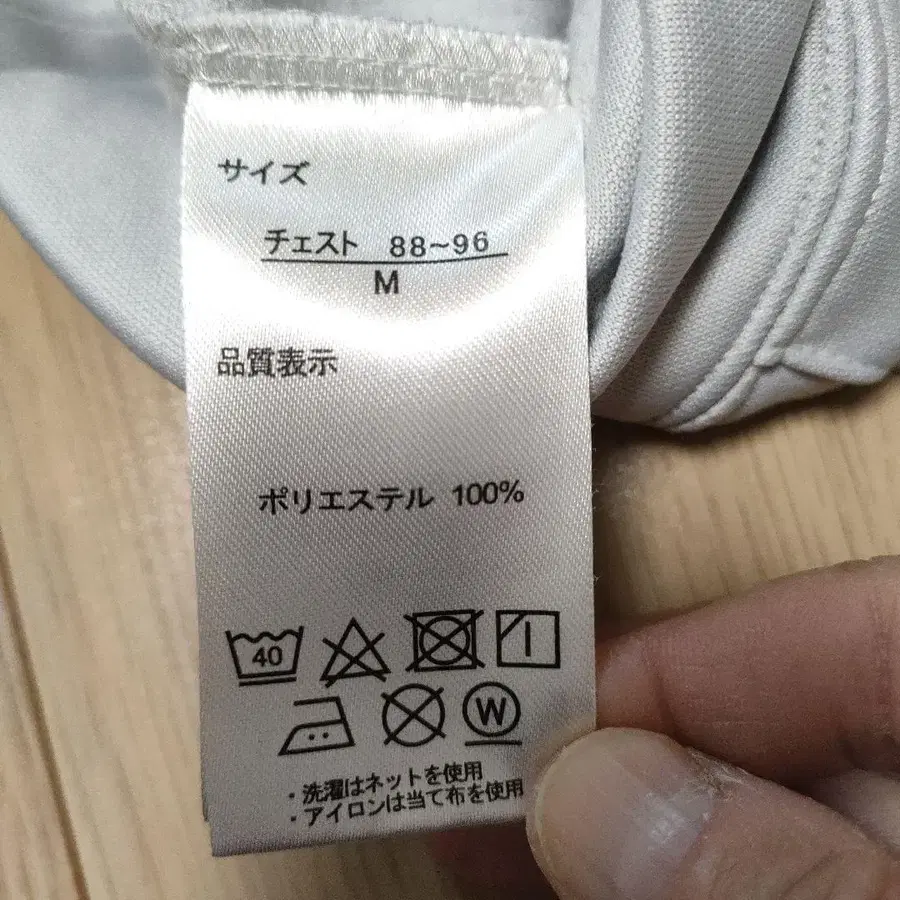 サイズ
チェスト 88~96
M
品質表示
ポリエステル 100%
40
W
・洗濯はネットを使用
・アイロンは当て布を使用